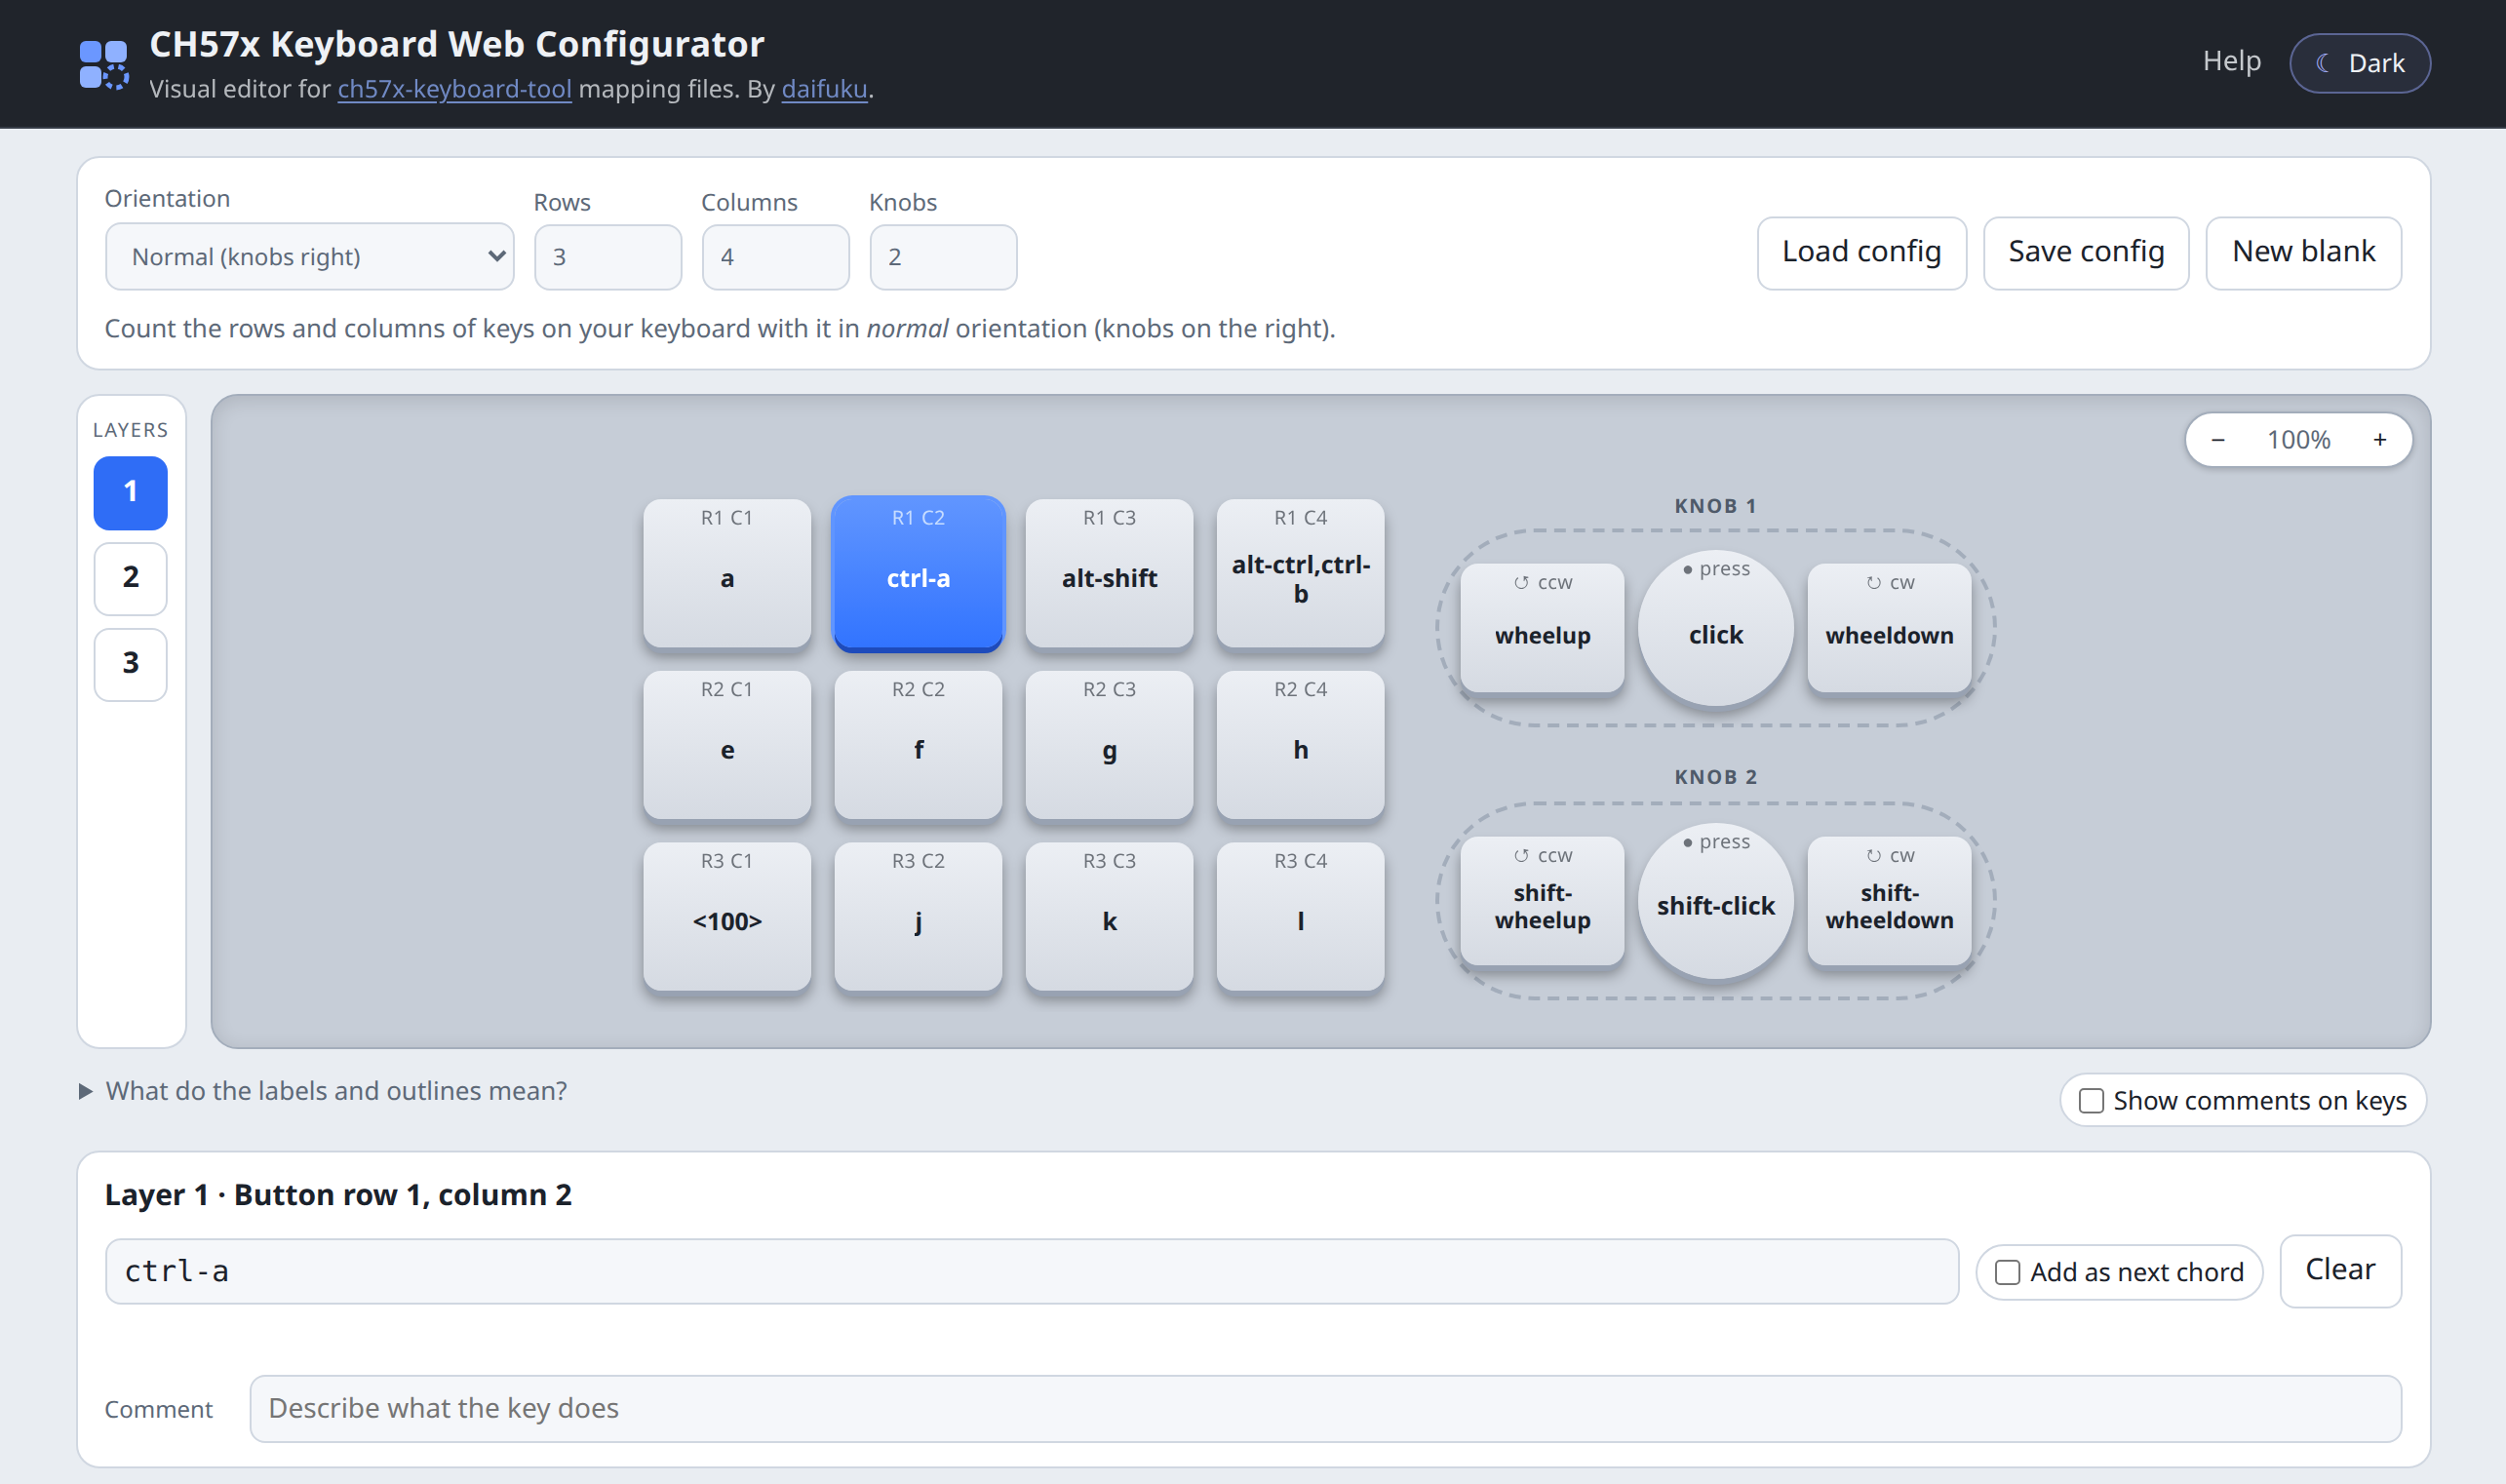 CH57x Keyboard Web Configurator
Visual editor for ch57x-keyboard-tool mapping files. By daifuku.
Help
☾ Dark
Orientation
Rows
Columns
Knobs
Normal (knobs right)
3
4
2
Load config
Save config
New blank
Count the rows and columns of keys on your keyboard with it in normal orientation (knobs on the right).
LAYERS
1
2
3
− 100% +
R1 C1
a
R1 C2
ctrl-a
R1 C3
alt-shift
R1 C4
alt-ctrl,ctrl-
b
R2 C1
e
R2 C2
f
R2 C3
g
R2 C4
h
R3 C1
<100>
R3 C2
j
R3 C3
k
R3 C4
l
KNOB 1
↺ ccw
wheelup
● press
click
↻ cw
wheeldown
KNOB 2
↺ ccw
shift-
wheelup
● press
shift-click
↻ cw
shift-
wheeldown
▶ What do the labels and outlines mean?
Show comments on keys
Layer 1 · Button row 1, column 2
ctrl-a
Add as next chord
Clear
Comment
Describe what the key does